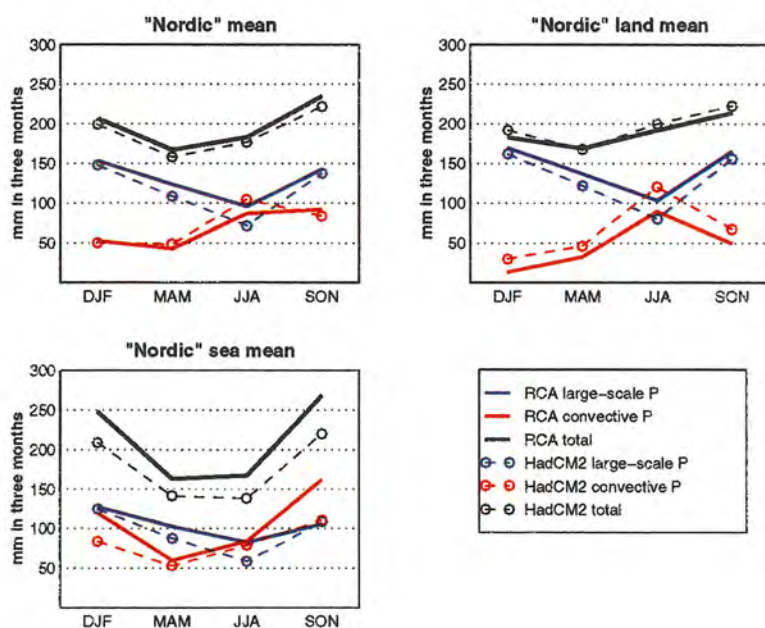 "Nordic" mean
300
250
200
150
100
50
mm in three months
DJF MAM JJA SON
"Nordic" land mean
300
250
200
150
100
50
mm in three months
DJF MAM JJA SON
"Nordic" sea mean
300
250
200
150
100
50
mm in three months
DJF MAM JJA SON
RCA large-scale P
RCA convective P
RCA total
HadCM2 large-scale P
HadCM2 convective P
HadCM2 total